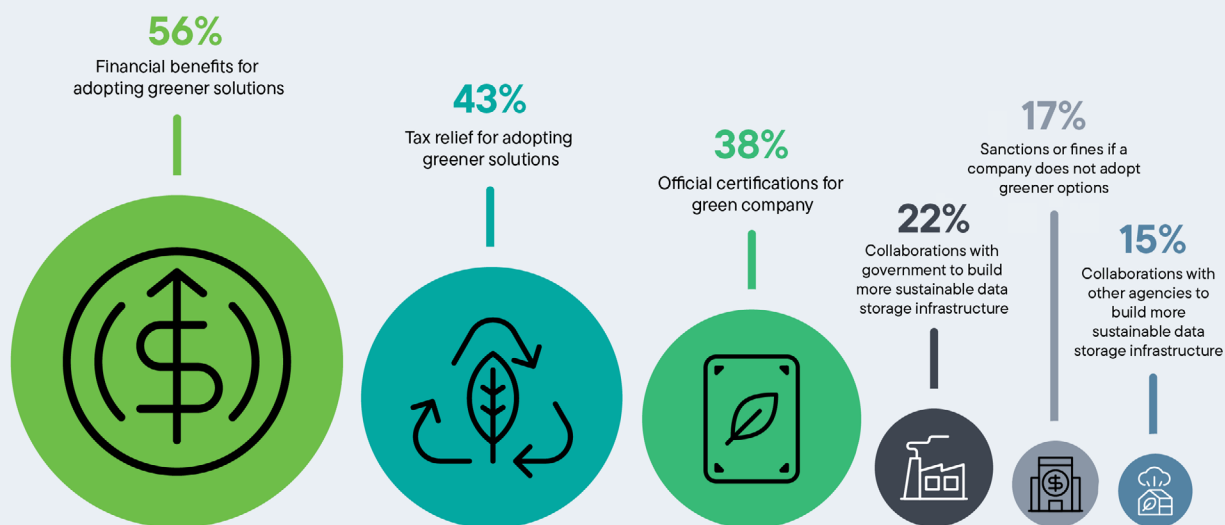 56%
Financial benefits for
adopting greener solutions
43%
Tax relief for adopting
greener solutions
38%
Official certifications for
green company
22%
Collaborations with
government to build
more sustainable data
storage infrastructure
17%
Sanctions or fines if a
company does not adopt
greener options
15%
Collaborations with
other agencies to
build more
sustainable data
storage infrastructure